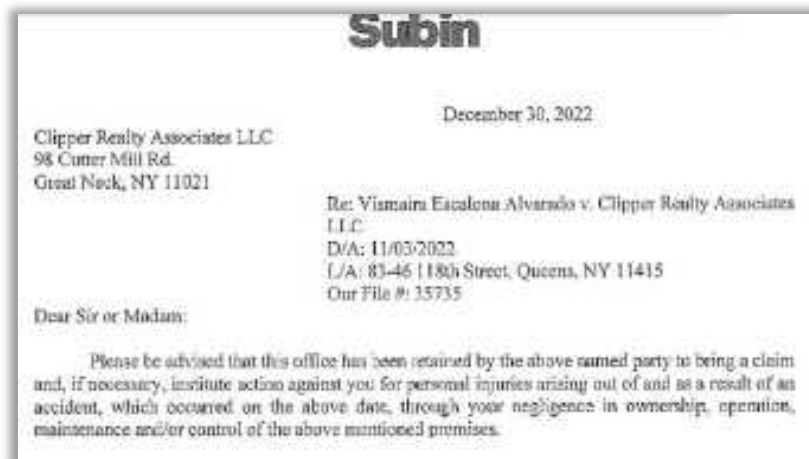 Subin
December 30, 2022
Clipper Realty Associates LLC
98 Cutter Mill Rd.
Great Neck, NY 11021
Re: Vismaira Escalona Alvarado v. Clipper Realty Associates
LLC
D/A: 11/03/2022
L/A: 83-46 118th Street, Queens, NY 11415
Our File #: 35735
Dear Sir or Madam:
Please be advised that this office has been retained by the above named party to bring a claim
and, if necessary, institute action against you for personal injuries arising out of and as a result of an
accident, which occurred on the above date, through your negligence in ownership, operation,
maintenance and/or control of the above mentioned premises.